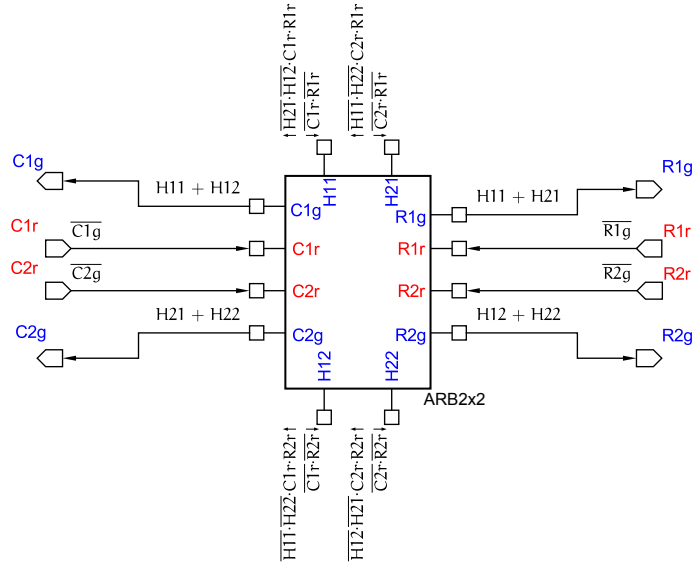 ↑H21·H12·C1r·R1r
↓C1r·R1r
↑H11·H22·C2r·R1r
↓C2r·R1r
C1g
H11 + H12
H11
H21
H11 + H21
R1g
C1g
R1g
C1r
C1g
C1r
R1r
R1g
R1r
C2r
C2g
C2r
R2r
R2g
R2r
C2g
H21 + H22
C2g
R2g
H12 + H22
R2g
H12
H22
ARB2x2
H11·H22·C1r·R2r↑
C1r·R2r↓
H12·H21·C2r·R2r↑
C2r·R2r↓